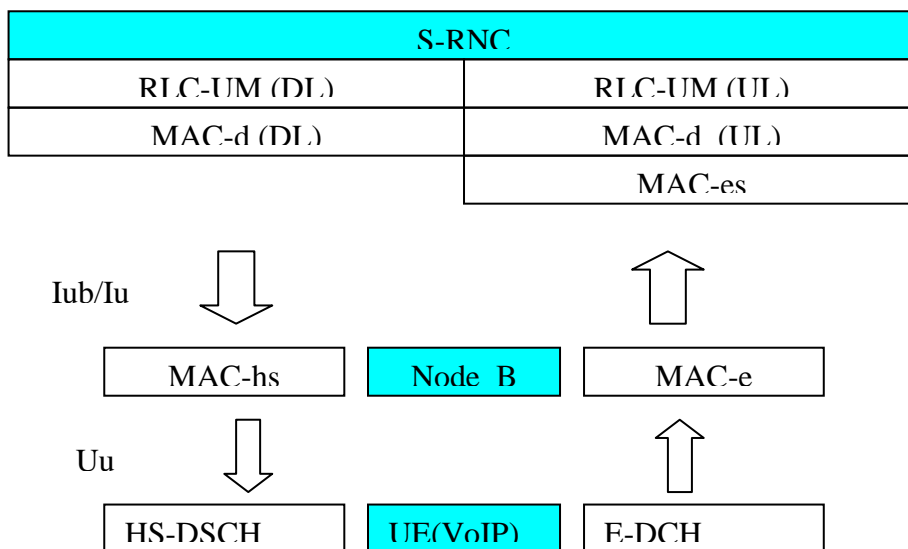 S-RNC
RLC-UM (DL) RLC-UM (UL)
MAC-d (DL) MAC-d (UL)
MAC-es
Iub/Iu
MAC-hs Node B MAC-e
Uu
HS-DSCH UE(VoIP) E-DCH